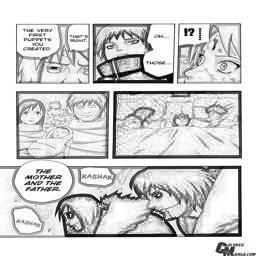 !?
OH...
THOSE...
THAT'S
RIGHT.
THE VERY
FIRST
PUPPETS
YOU
CREATED.
KASHAK
THE
MOTHER
AND THE
FATHER.
KASHAK
COLORED
MANGA.COM